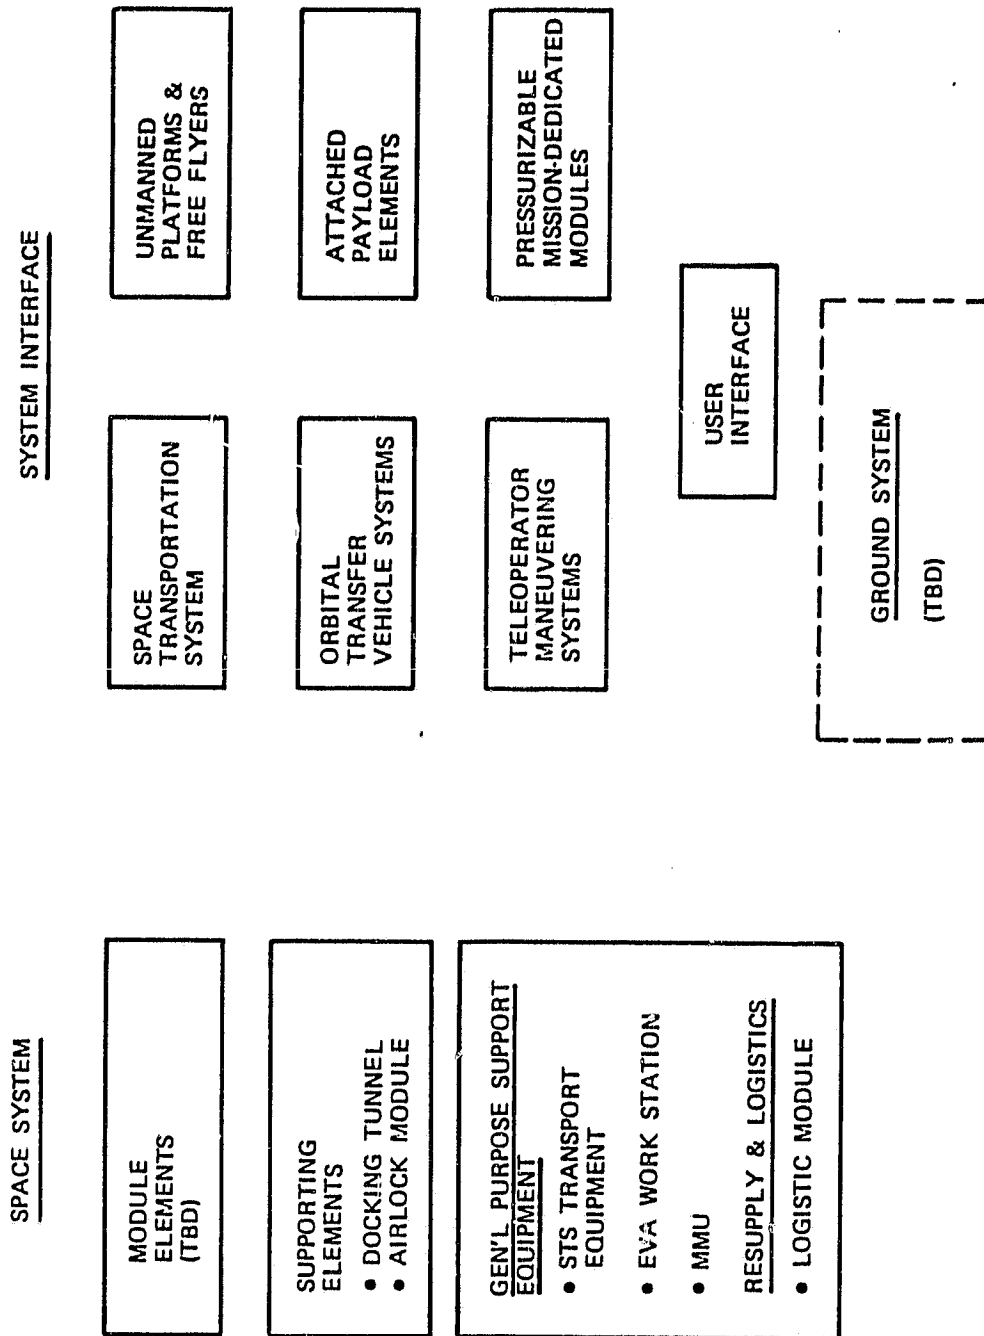 SPACE SYSTEM
MODULE
ELEMENTS
(TBD)
SUPPORTING
ELEMENTS
• DOCKING TUNNEL
• AIRLOCK MODULE
GEN'L PURPOSE SUPPORT
EQUIPMENT
• STS TRANSPORT
EQUIPMENT
• EVA WORK STATION
• MMU
RESUPPLY & LOGISTICS
• LOGISTIC MODULE
SYSTEM INTERFACE
SPACE
TRANSPORTATION
SYSTEM
UNMANNED
PLATFORMS &
FREE FLYERS
ORBITAL
TRANSFER
VEHICLE SYSTEMS
ATTACHED
PAYLOAD
ELEMENTS
TELEOPERATOR
MANEUVERING
SYSTEMS
PRESSURIZABLE
MISSION-DEDICATED
MODULES
USER
INTERFACE
GROUND SYSTEM
(TBD)